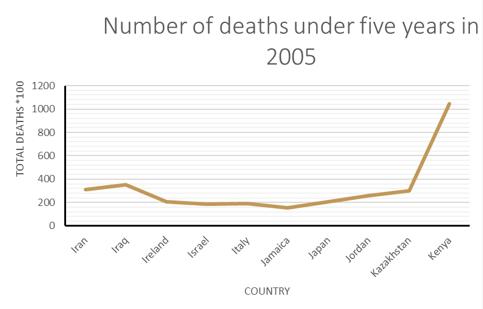 Number of deaths under five years in
2005
TOTAL DEATHS *100
1200
1000
800
600
400
200
0
Iran
Iraq
Ireland
Israel
Italy
Jamaica
Japan
Jordan
Kazakhstan
Kenya
COUNTRY